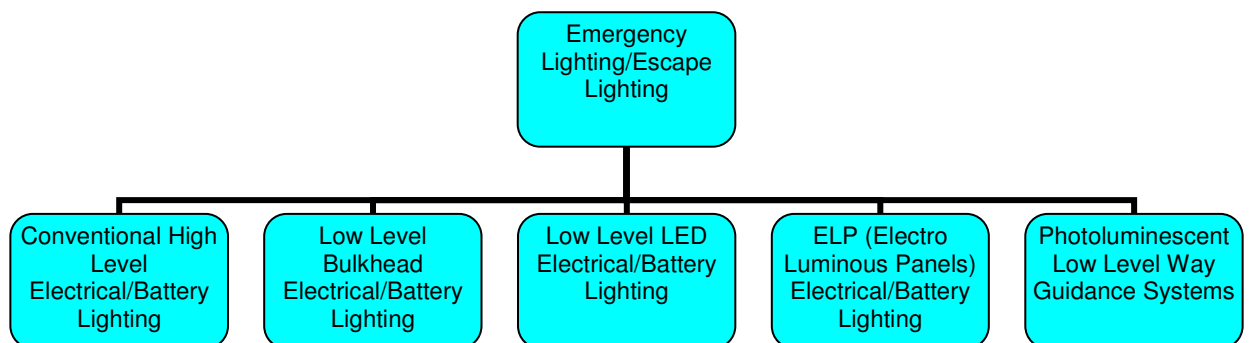 Emergency
Lighting/Escape
Lighting
Conventional High
Level
Electrical/Battery
Lighting
Low Level
Bulkhead
Electrical/Battery
Lighting
Low Level LED
Electrical/Battery
Lighting
ELP (Electro
Luminous Panels)
Electrical/Battery
Lighting
Photoluminescent
Low Level Way
Guidance Systems